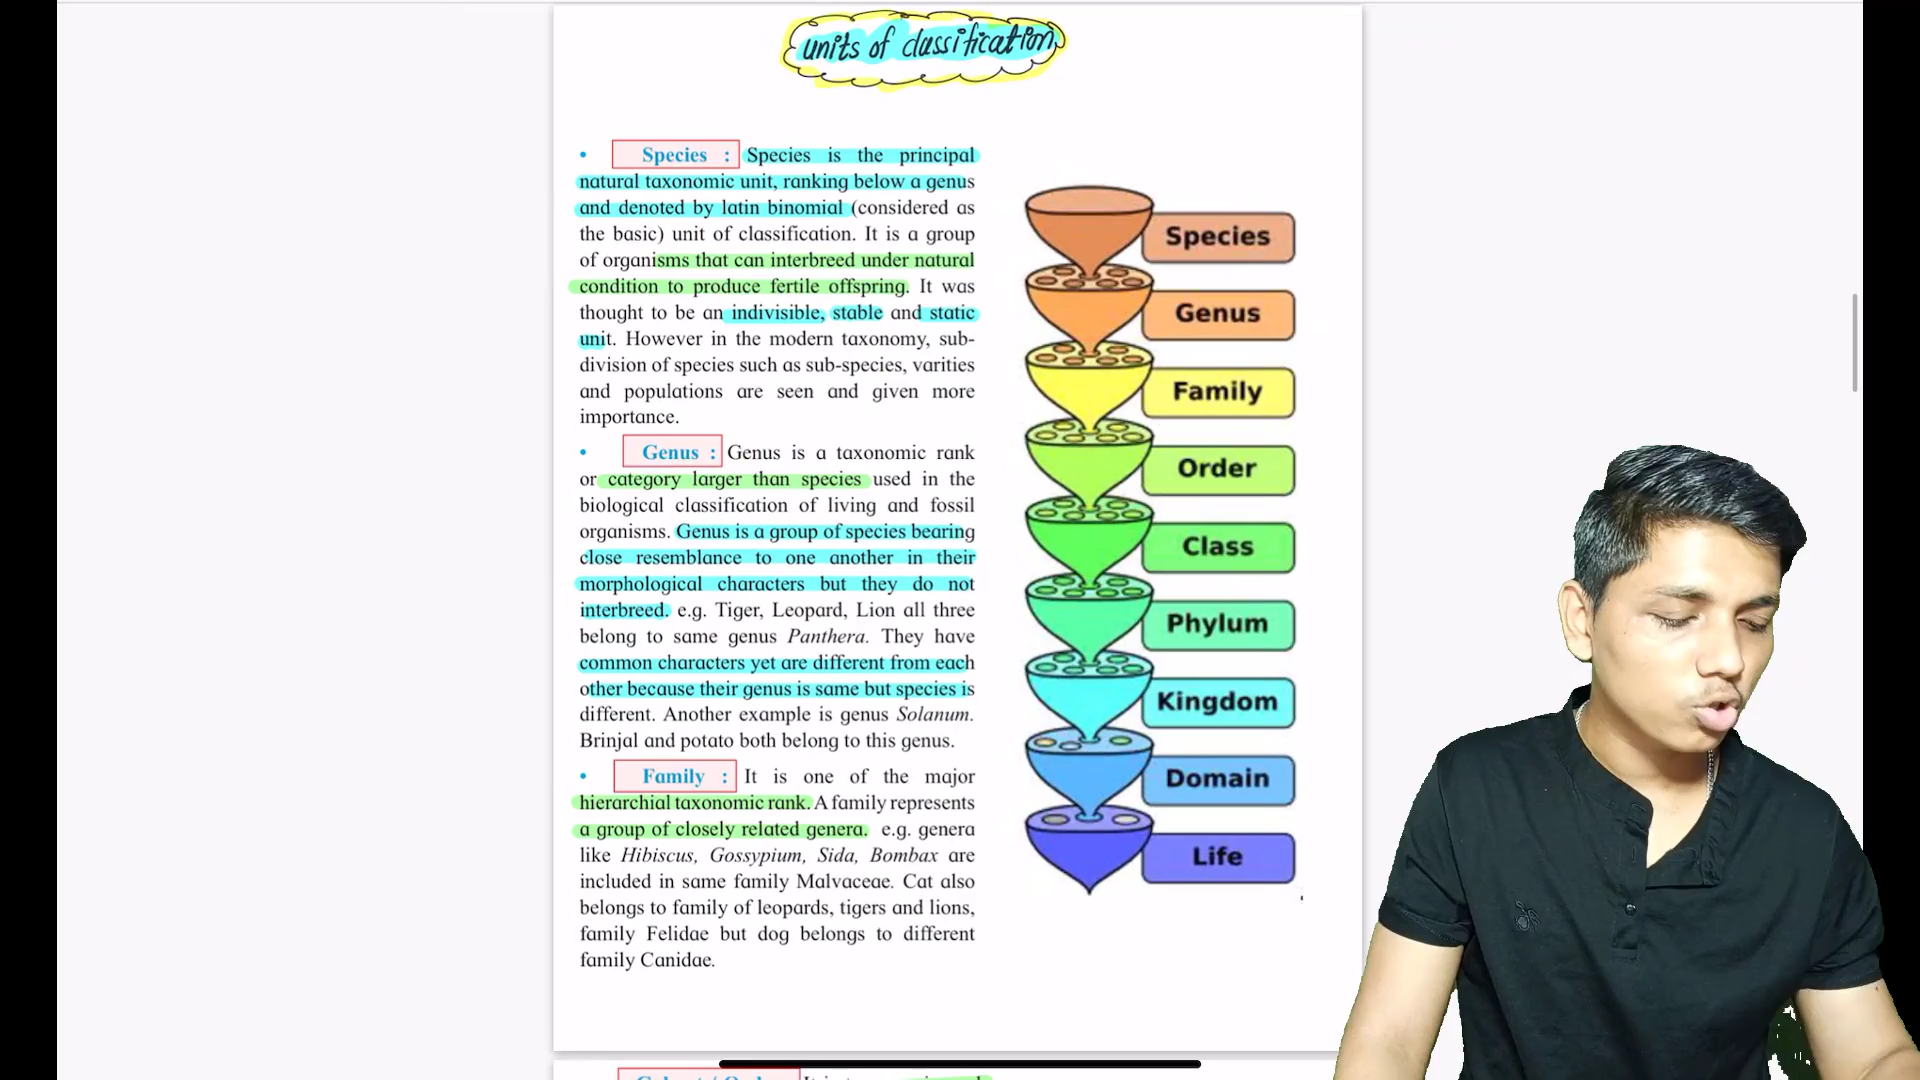 units of classification
• Species : Species is the principal
natural taxonomic unit, ranking below a genus
and denoted by latin binomial (considered as
the basic) unit of classification. It is a group
of organisms that can interbreed under natural
condition to produce fertile offspring. It was
thought to be an indivisible, stable and static
unit. However in the modern taxonomy, sub-
division of species such as sub-species, varities
and populations are seen and given more
importance.
• Genus : Genus is a taxonomic rank
or category larger than species used in the
biological classification of living and fossil
organisms. Genus is a group of species bearing
close resemblance to one another in their
morphological characters but they do not
interbreed. e.g. Tiger, Leopard, Lion all three
belong to same genus Panthera. They have
common characters yet are different from each
other because their genus is same but species is
different. Another example is genus Solanum.
Brinjal and potato both belong to this genus.
• Family : It is one of the major
hierarchial taxonomic rank. A family represents
a group of closely related genera. e.g. genera
like Hibiscus, Gossypium, Sida, Bombax are
included in same family Malvaceae. Cat also
belongs to family of leopards, tigers and lions,
family Felidae but dog belongs to different
family Canidae.
Species
Genus
Family
Order
Class
Phylum
Kingdom
Domain
Life